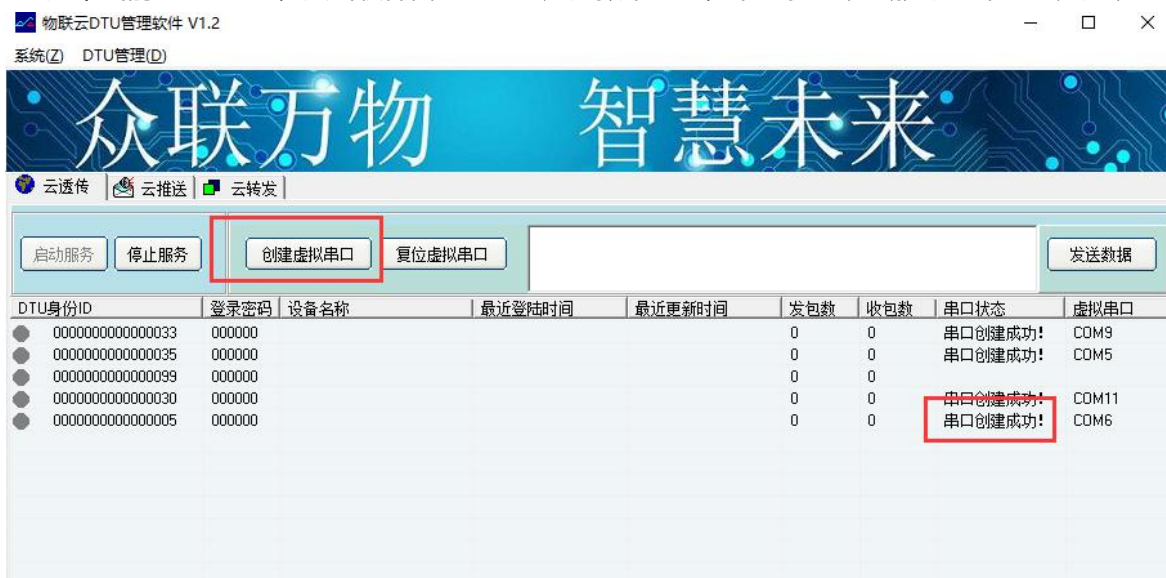 物联云DTU管理软件 V1.2
系统(Z) DTU管理(D)
众联万物 智慧未来
云透传 云推送 云转发
启动服务 停止服务 创建虚拟串口 复位虚拟串口 发送数据
DTU身份ID 登录密码 设备名称 最近登陆时间 最近更新时间 发包数 收包数 串口状态 虚拟串口
0000000000000033 000000 0 0 串口创建成功! COM9
0000000000000035 000000 0 0 串口创建成功! COM5
0000000000000099 000000 0 0
0000000000000030 000000 0 0 串口创建成功! COM11
0000000000000005 000000 0 0 串口创建成功! COM6